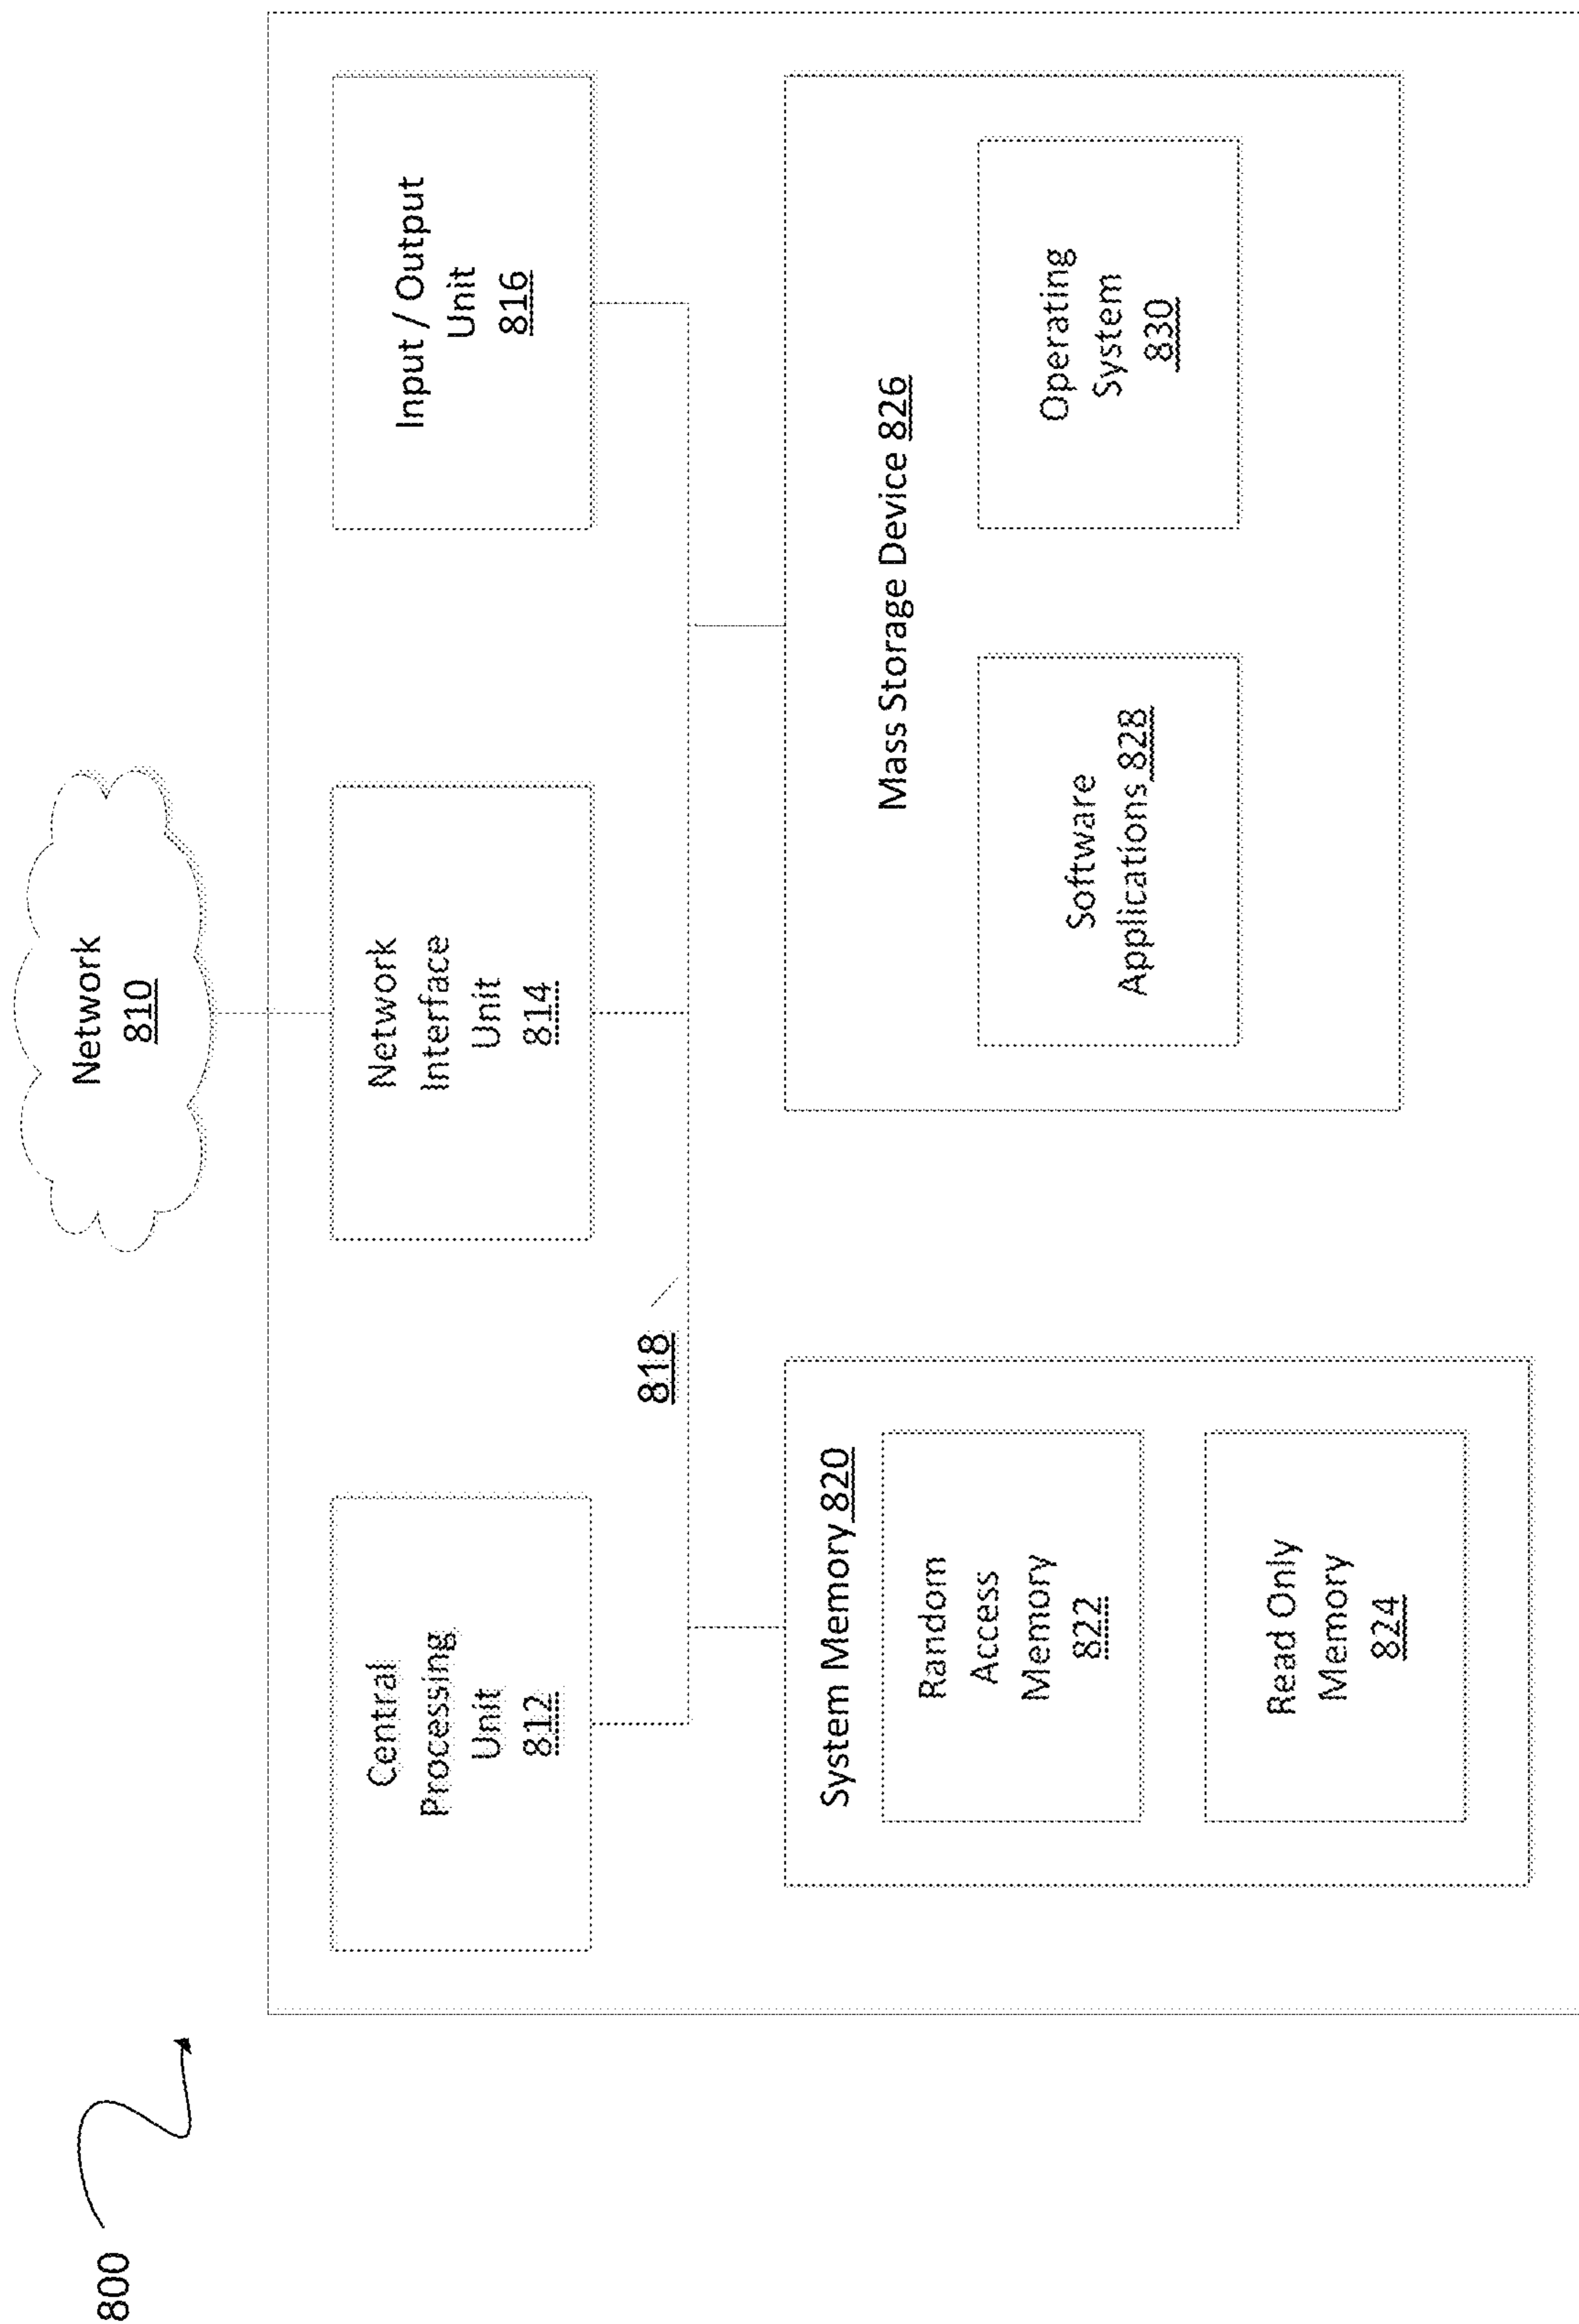 800
Network
810
Central
Processing
Unit
812
Network
Interface
Unit
814
Input / Output
Unit
816
818
System Memory 820
Random
Access
Memory
822
Read Only
Memory
824
Mass Storage Device 826
Software
Applications 828
Operating
System
830